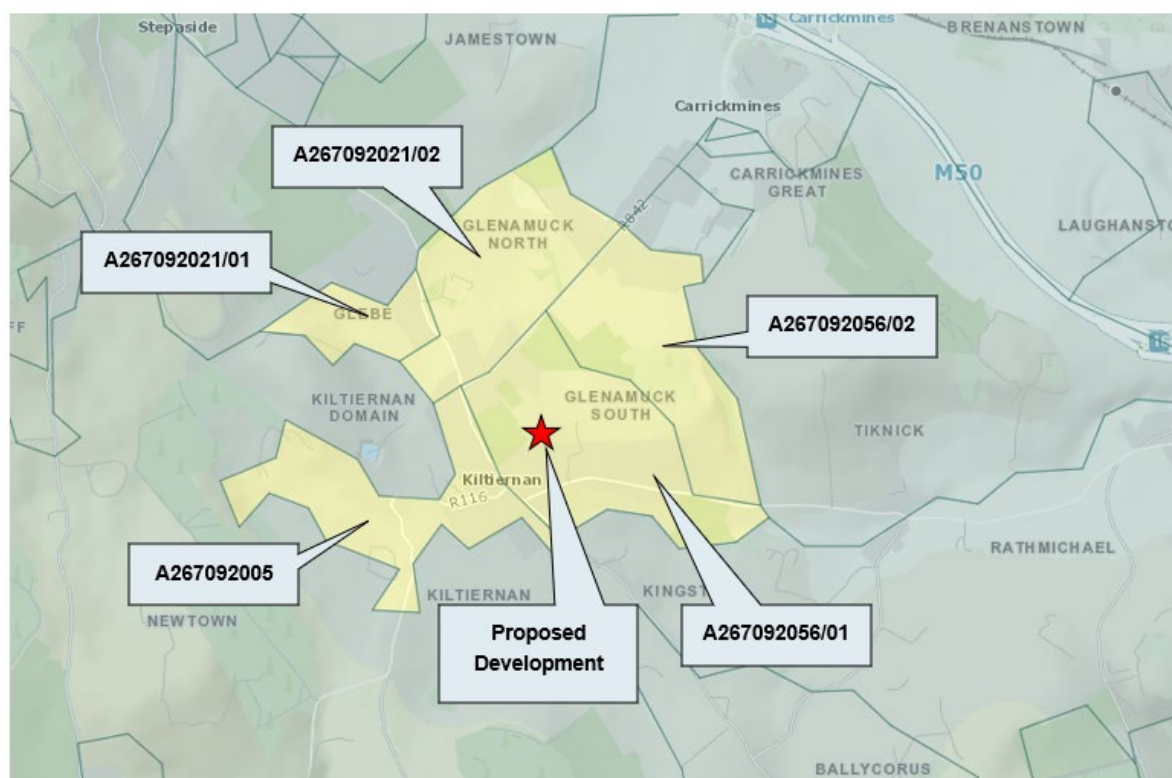 Stepaside
JAMESTOWN
Carrickmines
BRENANSTOWN
Carrickmines
A267092021/02
CARRICKMINES
GREAT
M50
R842
GLENAMUCK
NORTH
LAUGHANSTO
A267092021/01
GLEBE
FF
A267092056/02
KILTIERNAN
DOMAIN
GLENAMUCK
SOUTH
TIKNICK
Kiltiernan
R116
A267092005
RATHMICHAEL
KILTIERNAN
KINGST
NEWTOWN
Proposed
Development
A267092056/01
BALLYCORUS